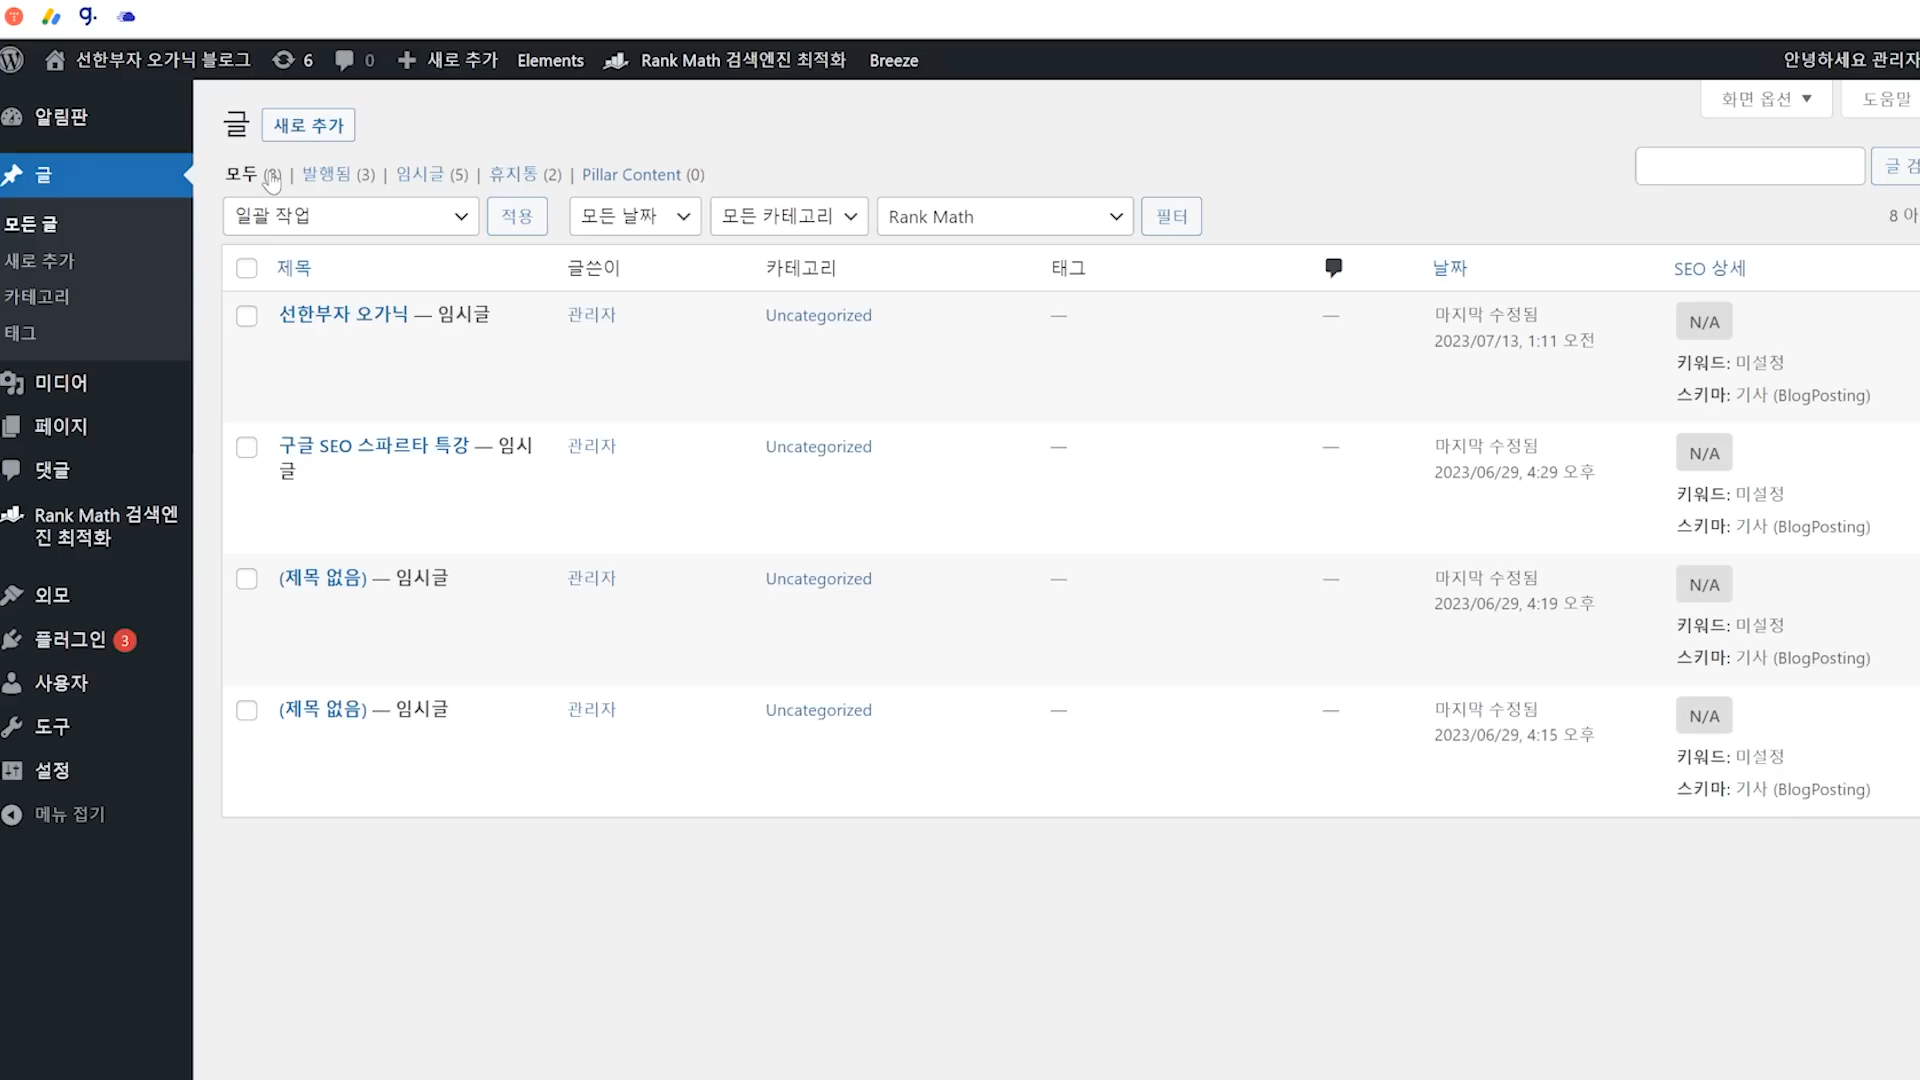 g.
선한부자 오가닉 블로그 6 0 새로 추가 Elements Rank Math 검색엔진 최적화 Breeze 안녕하세요 관리자
알림판
글
모든 글
새로 추가
카테고리
태그
미디어
페이지
댓글
Rank Math 검색엔
진 최적화
외모
플러그인 3
사용자
도구
설정
메뉴 접기
화면 옵션 ▼ 도움말
글 새로 추가
모두 | 발행됨 (3) | 임시글 (5) | 휴지통 (2) | Pillar Content (0)
글 검
일괄 작업 적용 모든 날짜 모든 카테고리 Rank Math 필터
8 아
제목 글쓴이 카테고리 태그 날짜 SEO 상세
선한부자 오가닉 — 임시글 관리자 Uncategorized — — 마지막 수정됨 N/A
2023/07/13, 1:11 오전
키워드: 미설정
스키마: 기사 (BlogPosting)
구글 SEO 스파르타 특강 — 임시 관리자 Uncategorized — — 마지막 수정됨 N/A
글 2023/06/29, 4:29 오후
키워드: 미설정
스키마: 기사 (BlogPosting)
(제목 없음) — 임시글 관리자 Uncategorized — — 마지막 수정됨 N/A
2023/06/29, 4:19 오후
키워드: 미설정
스키마: 기사 (BlogPosting)
(제목 없음) — 임시글 관리자 Uncategorized — — 마지막 수정됨 N/A
2023/06/29, 4:15 오후
키워드: 미설정
스키마: 기사 (BlogPosting)